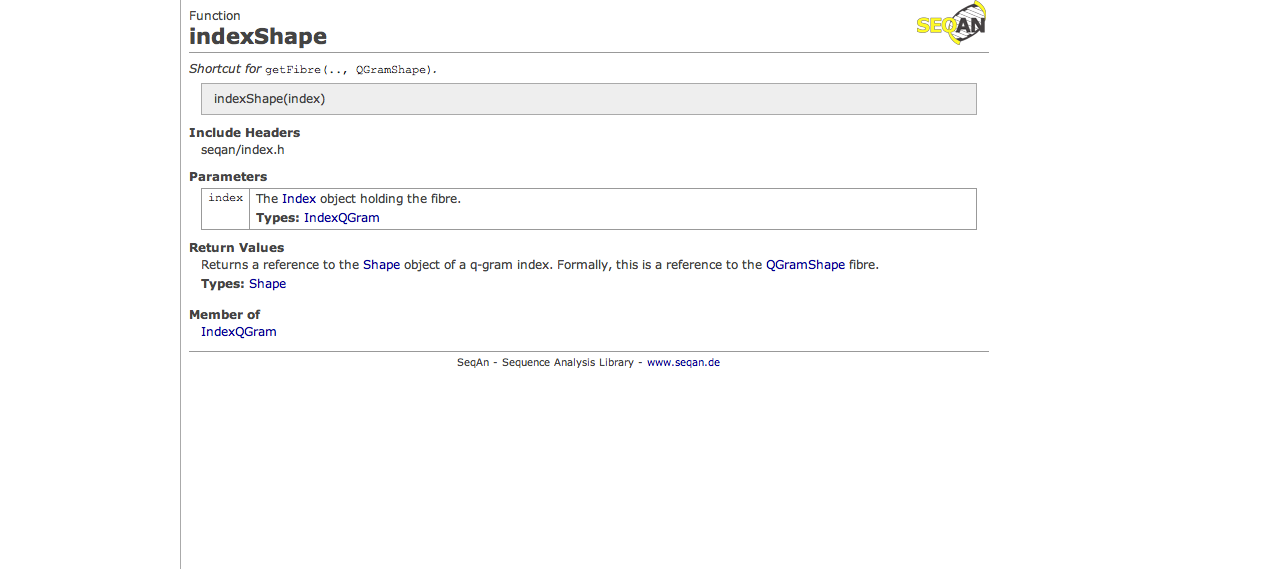 Function
SEQAN
indexShape
Shortcut for getFibre(.., QGramShape).
indexShape(index)
Include Headers
seqan/index.h
Parameters
index The Index object holding the fibre.
Types: IndexQGram
Return Values
Returns a reference to the Shape object of a q-gram index. Formally, this is a reference to the QGramShape fibre.
Types: Shape
Member of
IndexQGram
SeqAn - Sequence Analysis Library - www.seqan.de